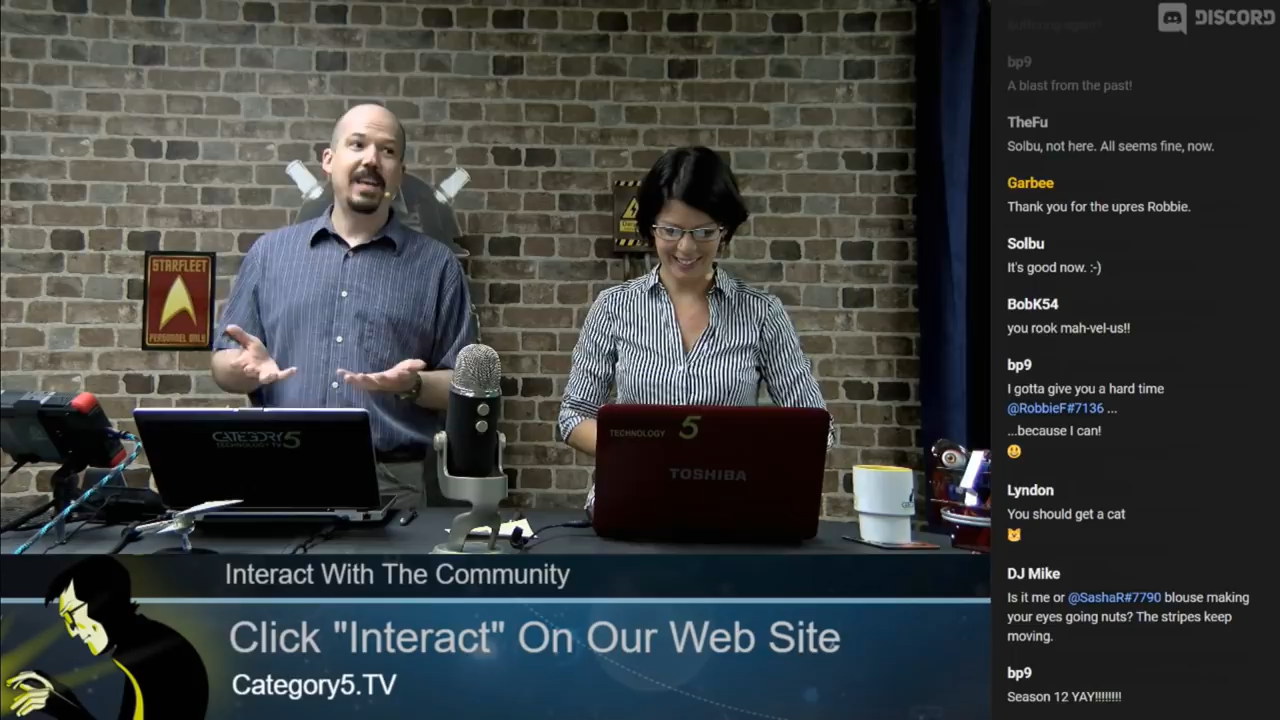 STARFLEET
PERSONNEL ONLY
CATEGORY5
TECHNOLOGY TV
TECHNOLOGY 5
TOSHIBA
Interact With The Community
Click "Interact" On Our Web Site
Category5.TV
DISCORD
bp9
A blast from the past!
TheFu
Solbu, not here. All seems fine, now.
Garbee
Thank you for the upres Robbie.
Solbu
It's good now. :-)
BobK54
you rook mah-vel-us!!
bp9
I gotta give you a hard time
@RobbieF#7136 ...
...because I can!
Lyndon
You should get a cat
DJ Mike
Is it me or @SashaR#7790 blouse making
your eyes going nuts? The stripes keep
moving.
bp9
Season 12 YAY!!!!!!!!